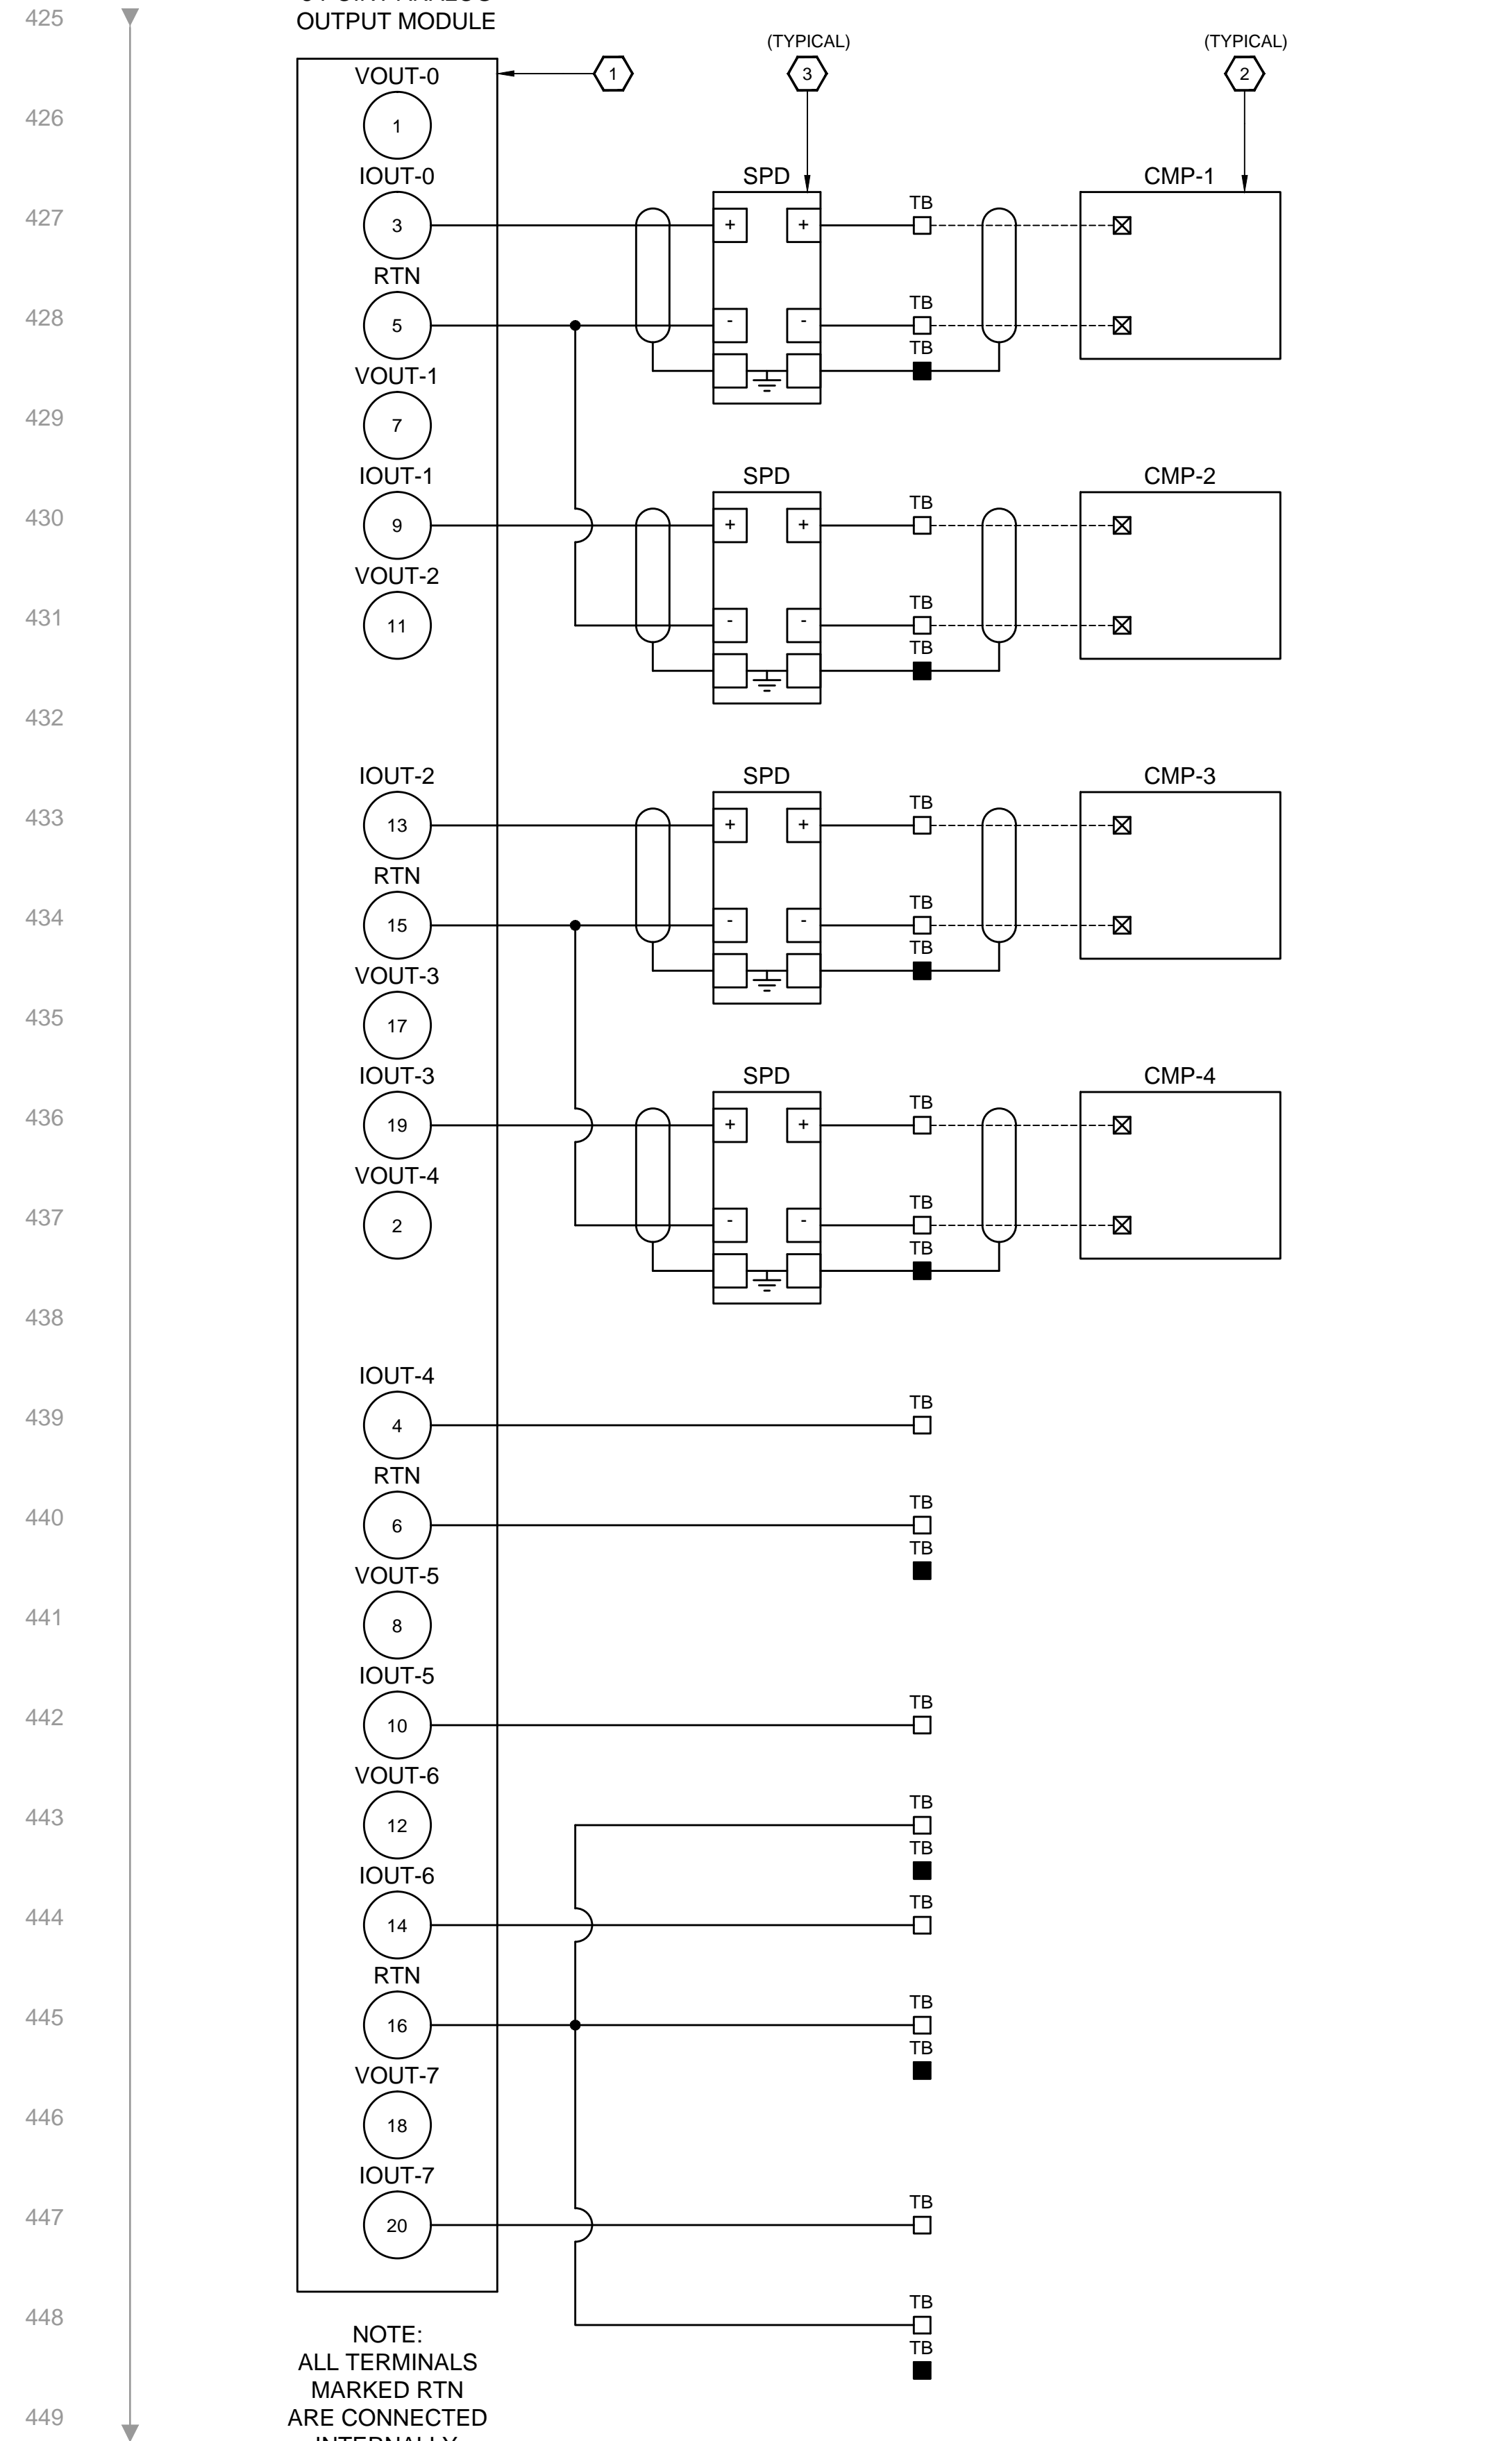 OUTPUT MODULE
425
(TYPICAL) (TYPICAL)
VOUT-0 1 3 2
426 1
IOUT-0 SPD CMP-1
TB
427 3 + +
RTN TB
428 5 - -
TB
VOUT-1
429 7
IOUT-1 SPD CMP-2
TB
430 9 + +
VOUT-2 TB
431 11 - -
TB
432
IOUT-2 SPD CMP-3
TB
433 13 + +
RTN TB
434 15 - -
TB
VOUT-3
435 17
IOUT-3 SPD CMP-4
TB
436 19 + +
VOUT-4 TB
437 2 - -
TB
438
IOUT-4 TB
439 4
RTN TB
440 6
TB
VOUT-5
441 8
IOUT-5 TB
442 10
VOUT-6 TB
443 12
TB
IOUT-6 TB
444 14
RTN TB
445 16
TB
VOUT-7
446 18
IOUT-7 TB
447 20
TB
448
NOTE: TB
ALL TERMINALS
MARKED RTN
449 ARE CONNECTED